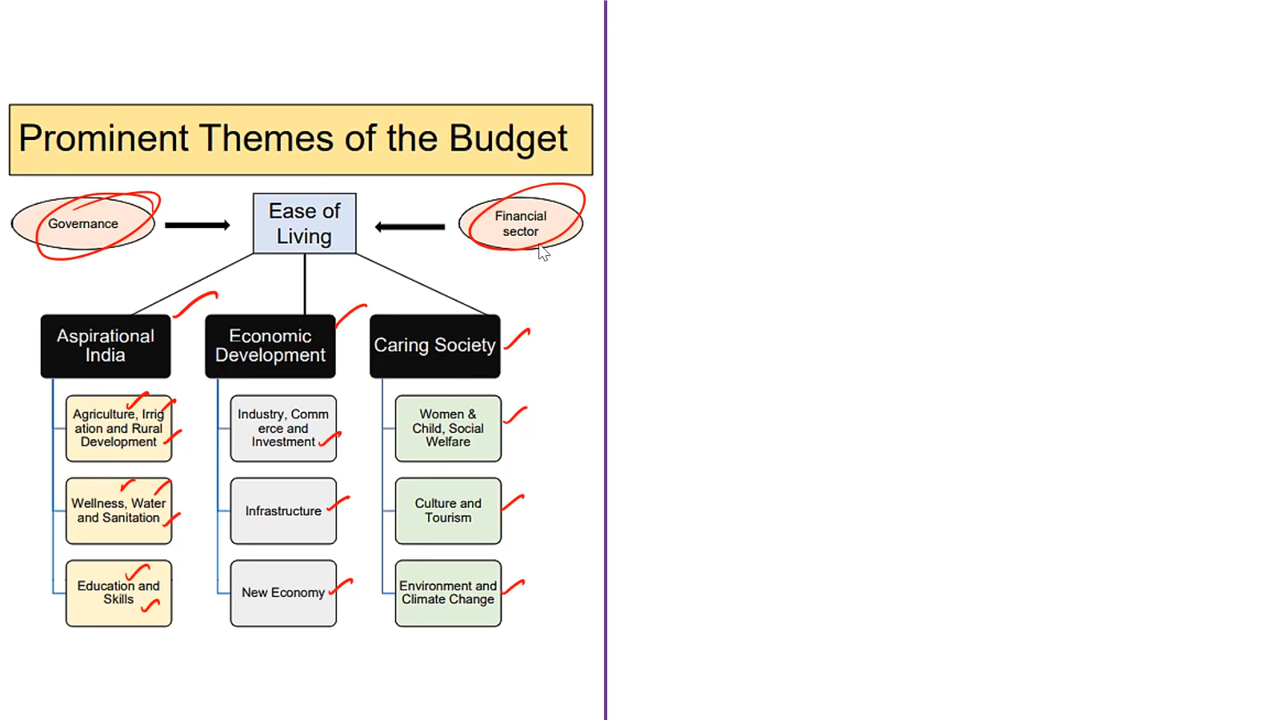 Prominent Themes of the Budget
Governance
Ease of
Living
Financial
sector
Aspirational
India
Economic
Development
Caring Society
Agriculture, Irrig
ation and Rural
Development
Industry, Comm
erce and
Investment
Women &
Child, Social
Welfare
Wellness, Water
and Sanitation
Infrastructure
Culture and
Tourism
Education and
Skills
New Economy
Environment and
Climate Change